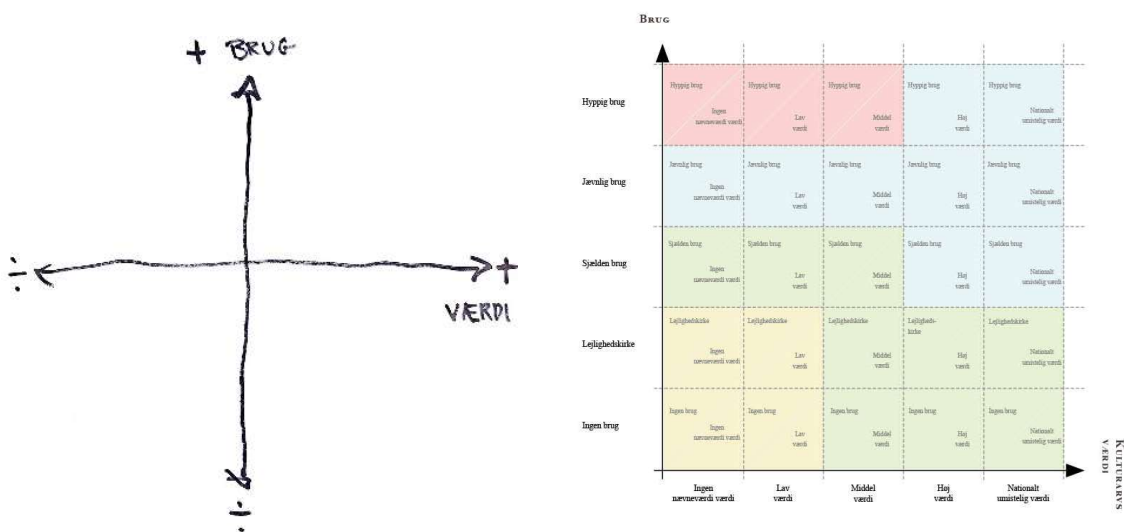 + BRUG
÷
+
VÆRDI
÷
BRUG
Hyppig brug
Hyppig brug
Ingen
nævneværdi værdi
Hyppig brug
Lav
værdi
Hyppig brug
Middel
værdi
Hyppig brug
Høj
værdi
Hyppig brug
Nationalt
umistelig værdi
Jævnlig brug
Jævnlig brug
Ingen
nævneværdi værdi
Jævnlig brug
Lav
værdi
Jævnlig brug
Middel
værdi
Jævnlig brug
Høj
værdi
Jævnlig brug
Nationalt
umistelig værdi
Sjælden brug
Sjælden brug
Ingen
nævneværdi værdi
Sjælden brug
Lav
værdi
Sjælden brug
Middel
værdi
Sjælden brug
Høj
værdi
Sjælden brug
Nationalt
umistelig værdi
Lejlighedskirke
Lejlighedskirke
Ingen
nævneværdi værdi
Lejlighedskirke
Lav
værdi
Lejlighedskirke
Middel
værdi
Lejligheds-
kirke
Høj
værdi
Lejlighedskirke
Nationalt
umistelig værdi
Ingen brug
Ingen brug
Ingen
nævneværdi værdi
Ingen brug
Lav
værdi
Ingen brug
Middel
værdi
Ingen brug
Høj
værdi
Ingen brug
Nationalt
umistelig værdi
Ingen
nævneværdi værdi
Lav
værdi
Middel
værdi
Høj
værdi
Nationalt
umistelig værdi
KULTURARVS
VÆRDI